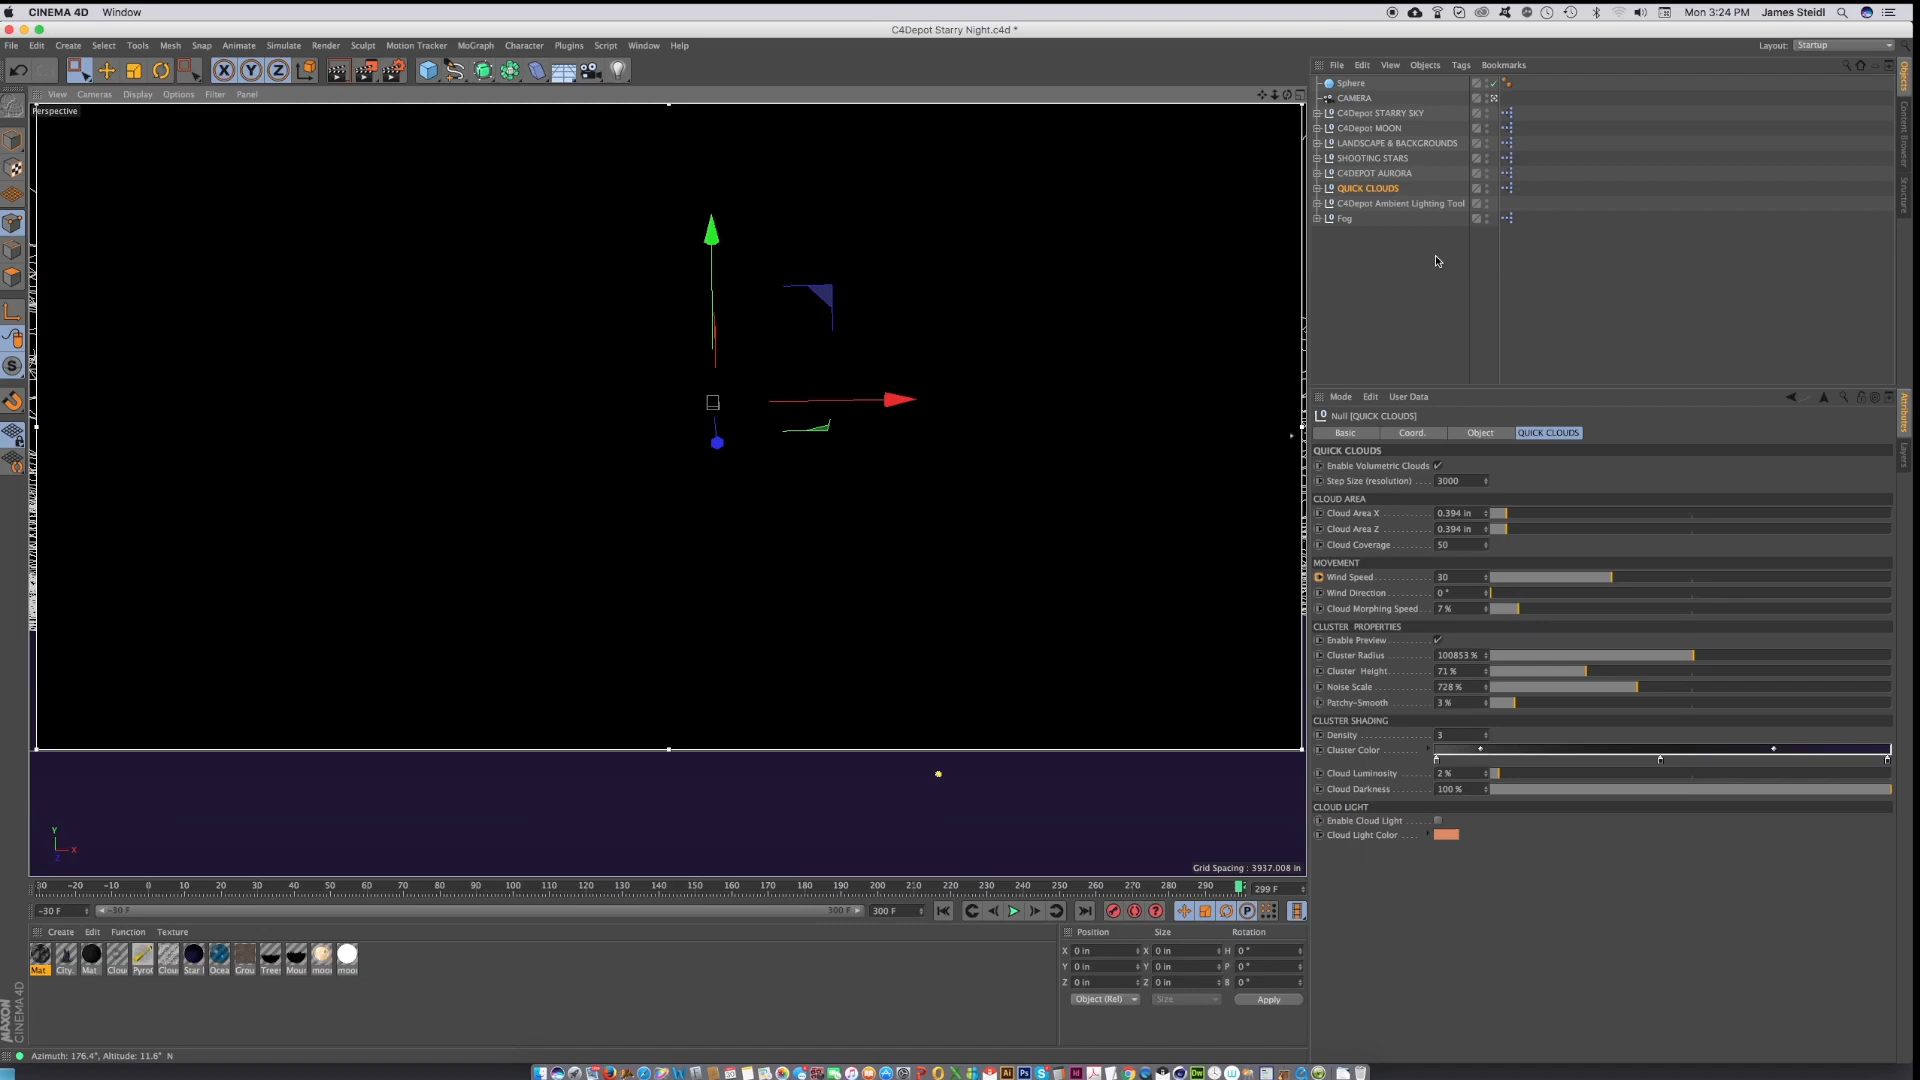 CINEMA 4D Window
Mon 3:24 PM James Steidl
C4Depot Starry Night.c4d *
File Edit Create Select Tools Mesh Snap Animate Simulate Render Sculpt Motion Tracker MoGraph Character Plugins Script Window Help
Layout: Startup
X Y Z
File Edit View Objects Tags Bookmarks
View Cameras Display Options Filter Panel
Perspective
Sphere
CAMERA
C4Depot STARRY SKY
C4Depot MOON
LANDSCAPE & BACKGROUNDS
SHOOTING STARS
C4DEPOT AURORA
QUICK CLOUDS
C4Depot Ambient Lighting Tool
Fog
Objects
Content Browser
Structure
Mode Edit User Data
Null [QUICK CLOUDS]
Basic Coord. Object QUICK CLOUDS
QUICK CLOUDS
Enable Volumetric Clouds
Step Size (resolution) 3000
CLOUD AREA
Cloud Area X 0.394 in
Cloud Area Z 0.394 in
Cloud Coverage 50
MOVEMENT
Wind Speed 30
Wind Direction 0 °
Cloud Morphing Speed 7 %
CLUSTER PROPERTIES
Enable Preview
Cluster Radius 100853 %
Cluster Height 71 %
Noise Scale 728 %
Patchy-Smooth 3 %
CLUSTER SHADING
Density 3
Cluster Color
Cloud Luminosity 2 %
Cloud Darkness 100 %
CLOUD LIGHT
Enable Cloud Light
Cloud Light Color
Attributes
Layers
Y
X
Z
Grid Spacing : 3937.008 in
30 -20 -10 0 10 20 30 40 50 60 70 80 90 100 110 120 130 140 150 160 170 180 190 200 210 220 230 240 250 260 270 280 290 299 F
-30 F -30 F 300 F 300 F
Create Edit Function Texture
Mat City Mat Clou Pyro Clou Star Ocea Grou Tree Mou moo moo
Position Size Rotation
X 0 in X 0 in H 0 °
Y 0 in Y 0 in P 0 °
Z 0 in Z 0 in B 0 °
Object (Rel) Size Apply
MAXON
CINEMA 4D
Azimuth: 176.4°, Altitude: 11.6° N